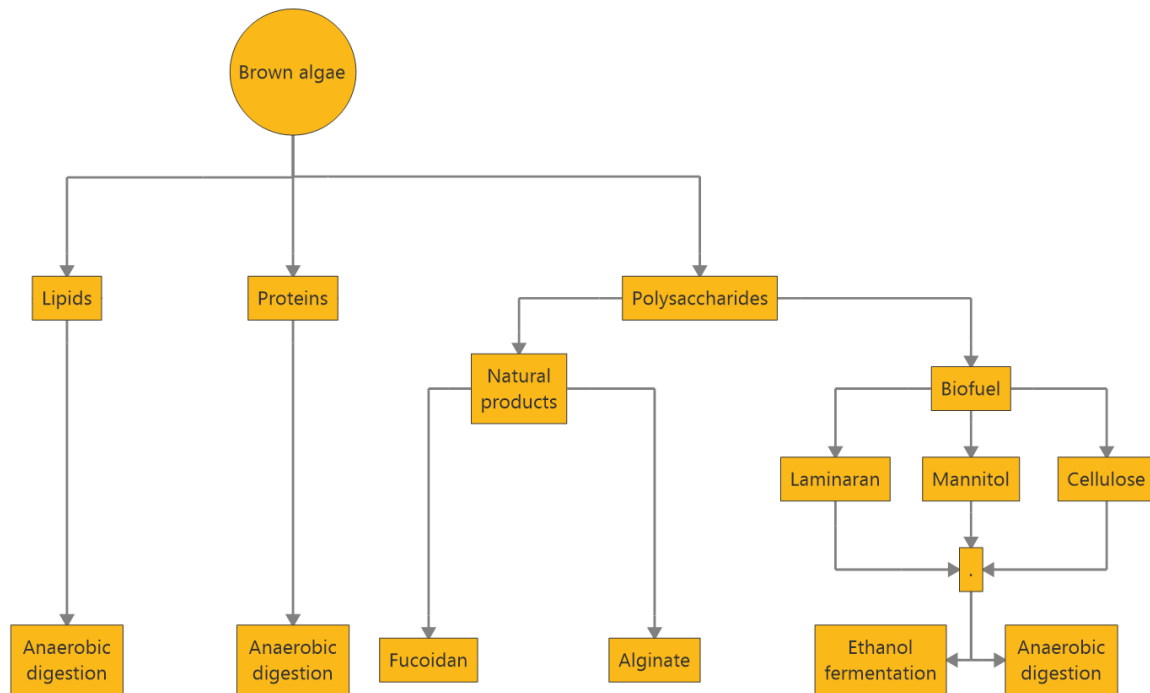 Brown algae
Lipids
Proteins
Polysaccharides
Natural
products
Biofuel
Laminaran
Mannitol
Cellulose
.
Anaerobic
digestion
Anaerobic
digestion
Fucoidan
Alginate
Ethanol
fermentation
Anaerobic
digestion